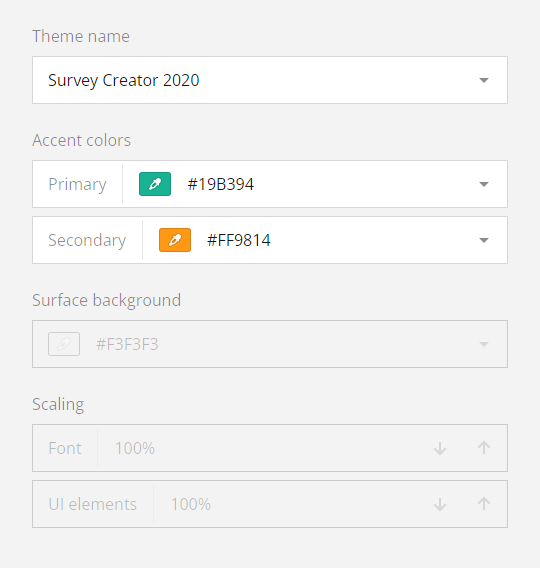 Theme name
Survey Creator 2020
Accent colors
Primary #19B394
Secondary #FF9814
Surface background
#F3F3F3
Scaling
Font 100%
UI elements 100%